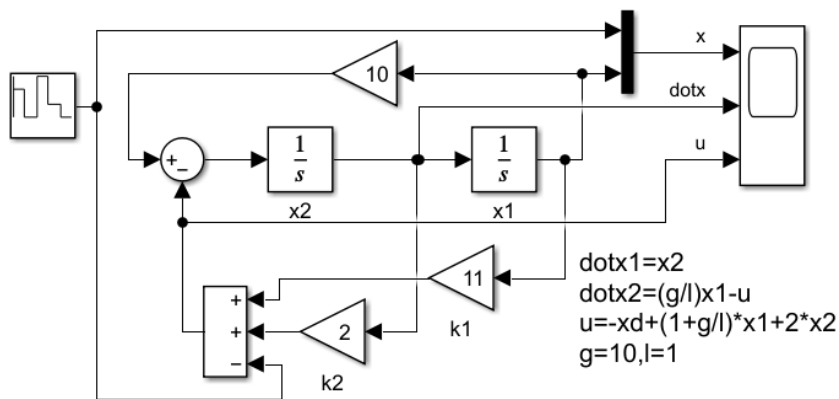 x
10
dotx
+
−
1
s
1
s
u
x2
x1
11
+
+
−
2
k1
k2
dotx1=x2
dotx2=(g/l)x1-u
u=-xd+(1+g/l)*x1+2*x2
g=10,l=1